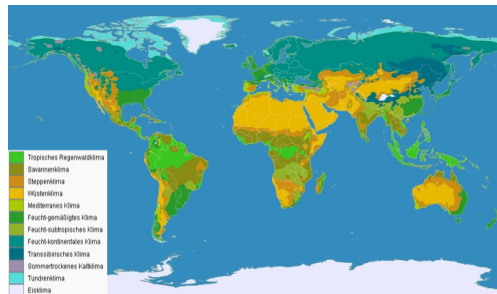 Tropisches Regenwaldklima
Savannenklima
Steppenklima
Wüstenklima
Mediterranes Klima
Feucht-gemäßigtes Klima
Feucht-subtropisches Klima
Feucht-kontinentales Klima
Transsibirisches Klima
Sommertrockenes Kaltklima
Tundrenklima
Eisklima